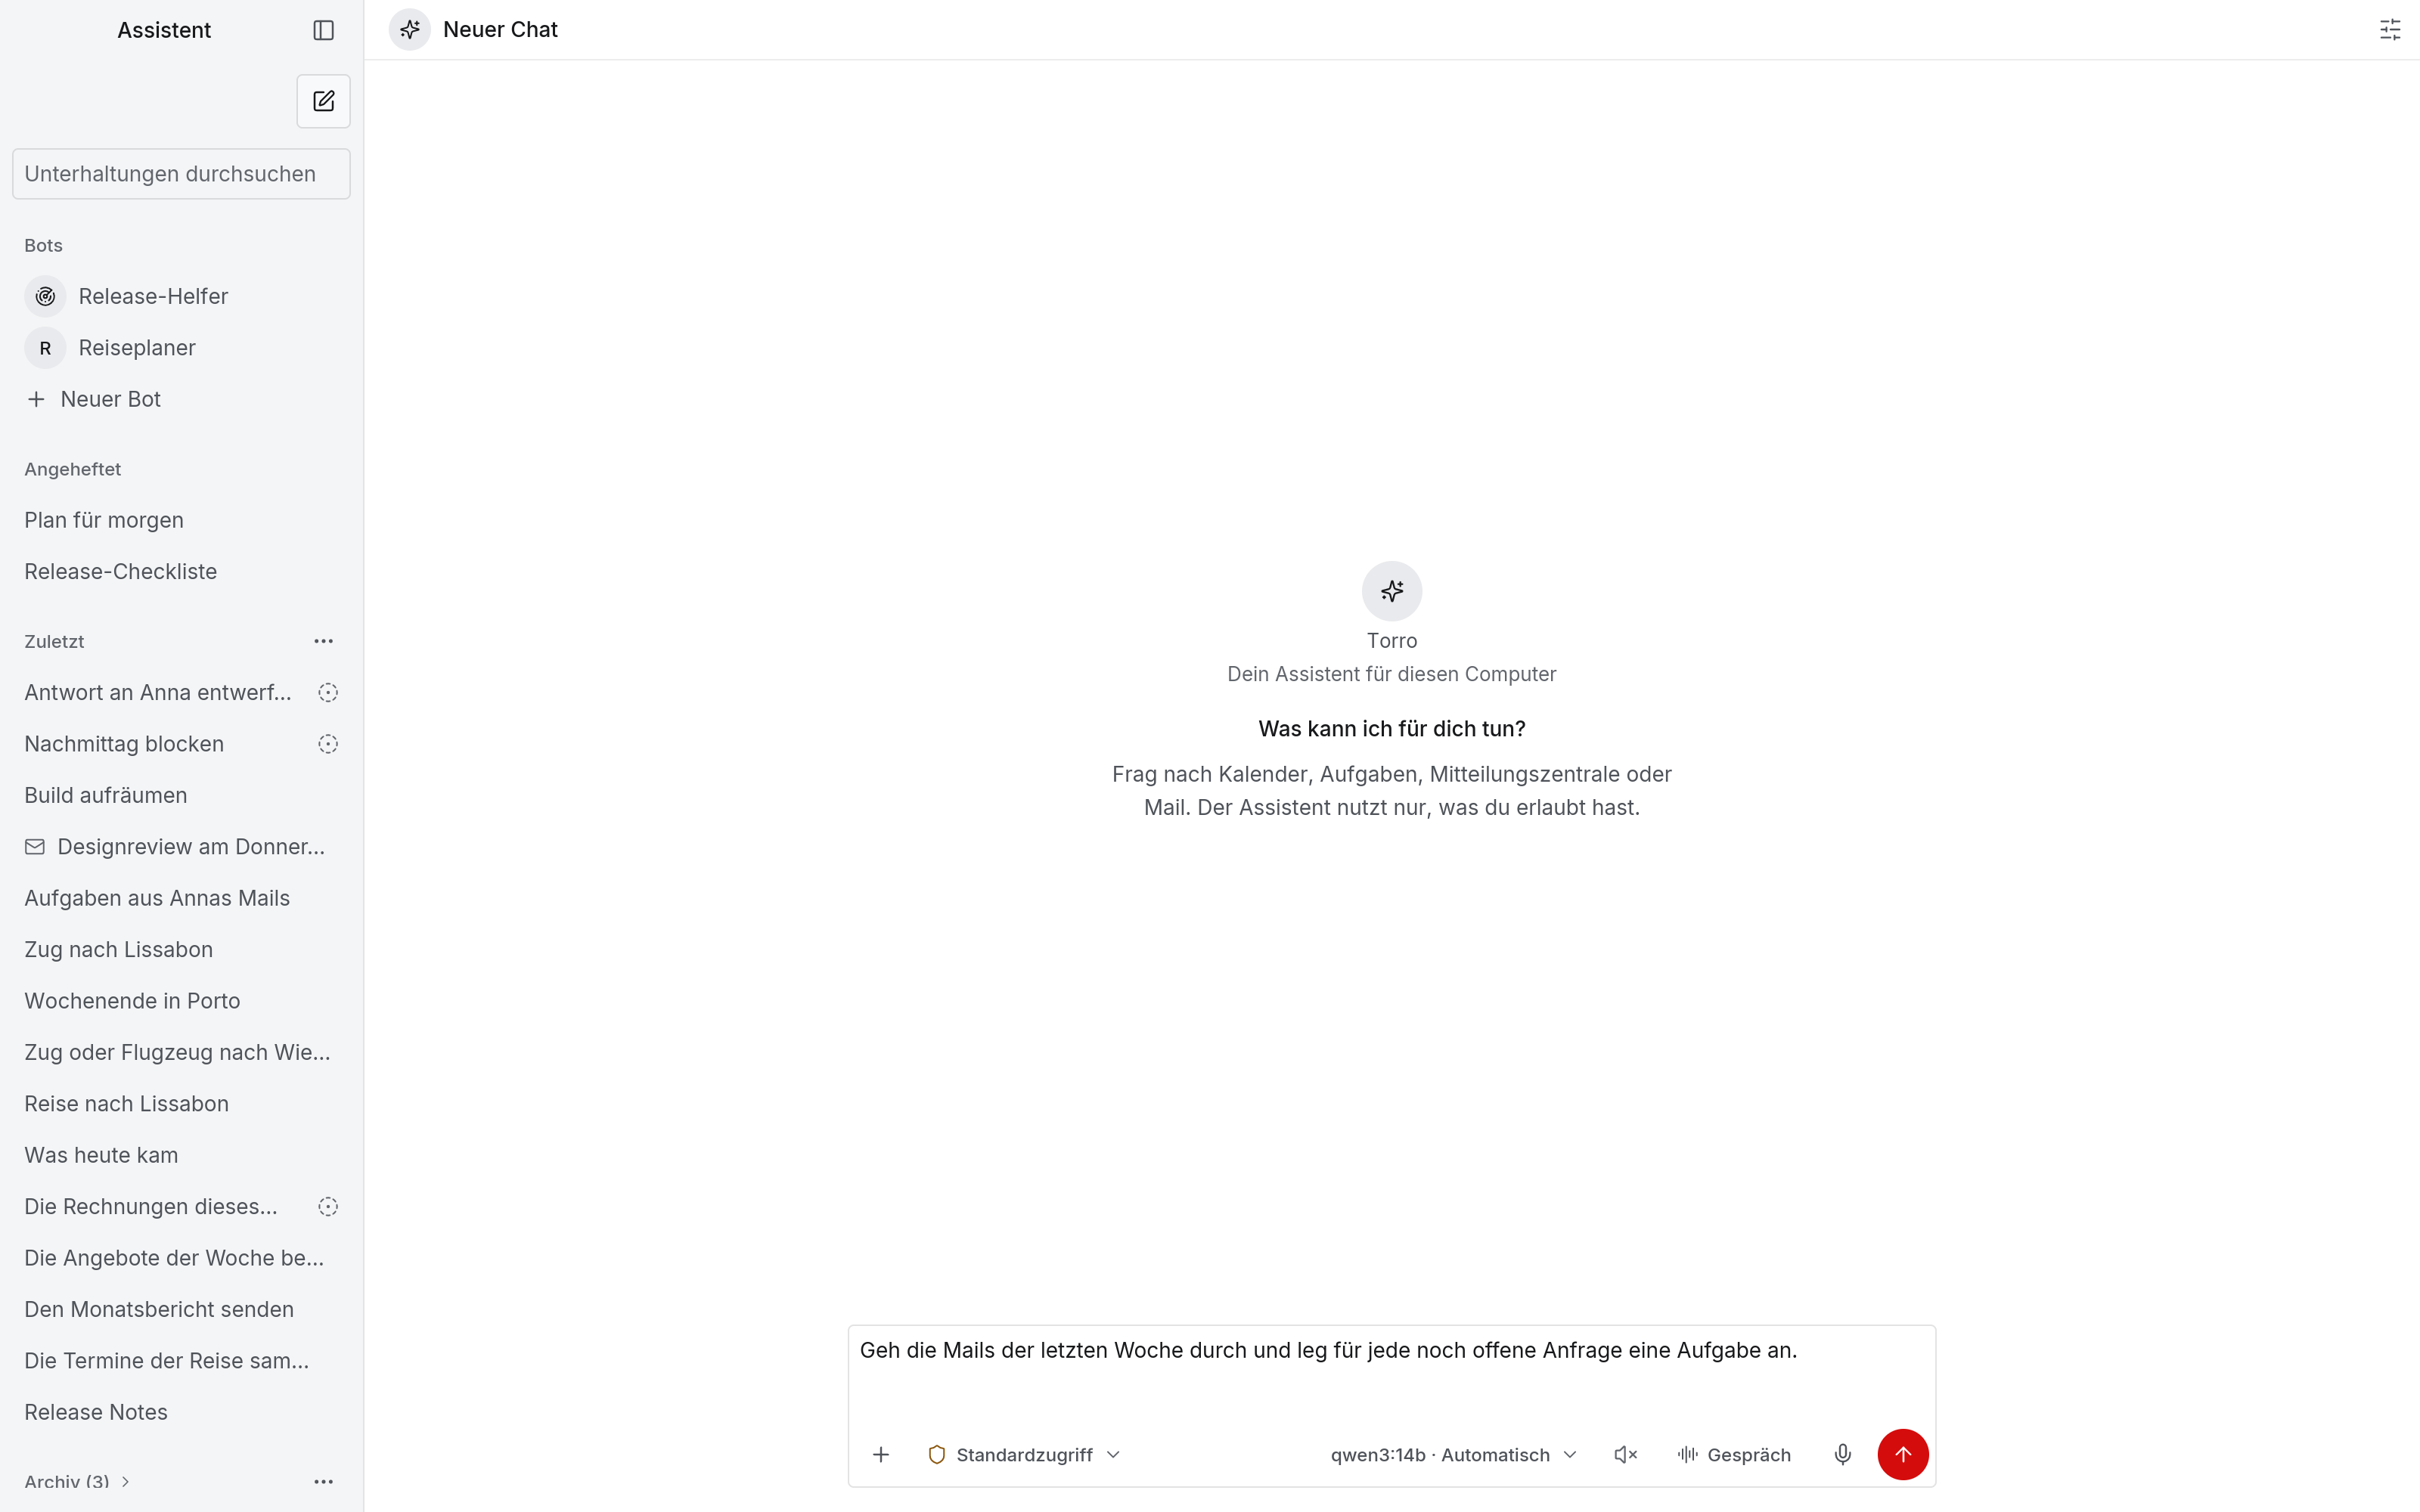 Assistent
Unterhaltungen durchsuchen
Bots
Release-Helfer
R Reiseplaner
Neuer Bot
Angeheftet
Plan für morgen
Release-Checkliste
Zuletzt
Antwort an Anna entwerf...
Nachmittag blocken
Build aufräumen
Designreview am Donner...
Aufgaben aus Annas Mails
Zug nach Lissabon
Wochenende in Porto
Zug oder Flugzeug nach Wie...
Reise nach Lissabon
Was heute kam
Die Rechnungen dieses...
Die Angebote der Woche be...
Den Monatsbericht senden
Die Termine der Reise sam...
Release Notes
Archiv (3)
Neuer Chat
Torro
Dein Assistent für diesen Computer
Was kann ich für dich tun?
Frag nach Kalender, Aufgaben, Mitteilungszentrale oder
Mail. Der Assistent nutzt nur, was du erlaubt hast.
Geh die Mails der letzten Woche durch und leg für jede noch offene Anfrage eine Aufgabe an.
Standardzugriff
qwen3:14b · Automatisch
Gespräch